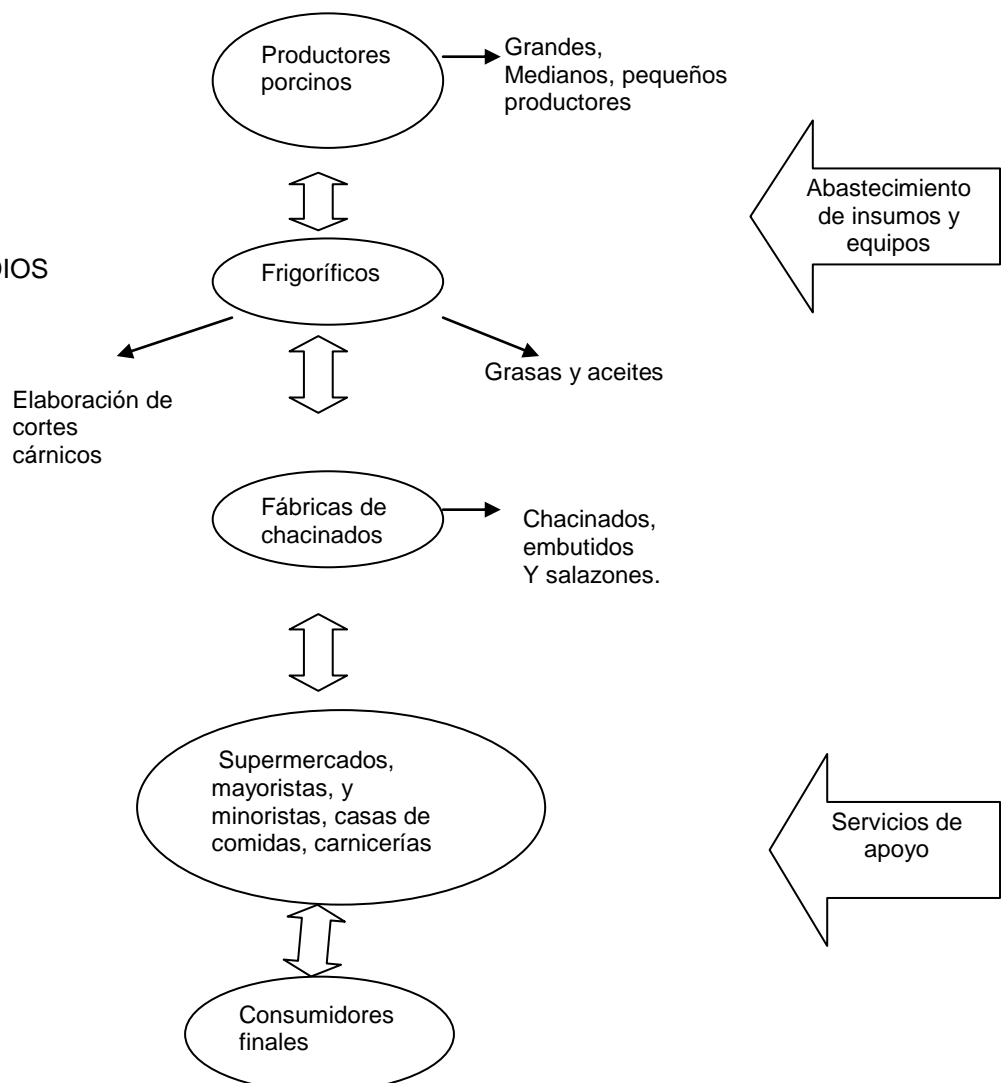 Productores
porcinos
Grandes,
Medianos, pequeños
productores
Abastecimiento
de insumos y
equipos
DIOS
Frigoríficos
Grasas y aceites
Elaboración de
cortes
cárnicos
Fábricas de
chacinados
Chacinados,
embutidos
Y salazones.
Supermercados,
mayoristas, y
minoristas, casas de
comidas, carnicerías
Servicios de
apoyo
Consumidores
finales